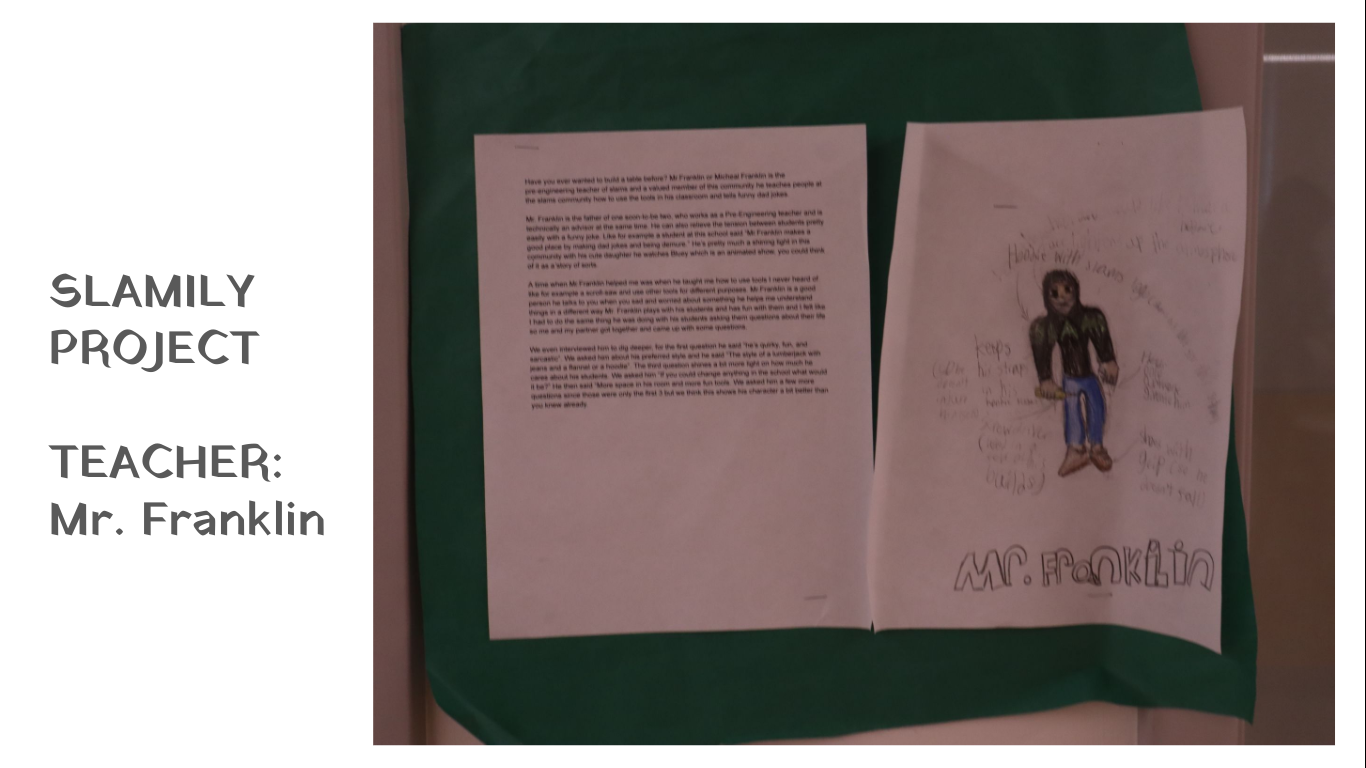 SLAMILY
PROJECT
TEACHER:
Mr. Franklin
Have you ever wanted to build a table before? Mr Franklin or Micheal Franklin is the
pre-engineering teacher of slams and a valued member of this community he teaches people at
the slams community how to use the tools in his classroom and tells funny dad jokes.
Mr. Franklin is the father of one soon-to-be two, who works as a Pre-Engineering teacher and is
technically an advisor at the same time. He can also relieve the tension between students pretty
easily with a funny joke. Like for example a student at this school said "Mr Franklin makes a
good place by making dad jokes and being demure." He's pretty much a shining light in this
community with his cute daughter he watches Bluey which is an animated show, you could think
of it as a story of sorts.
A time when Mr Franklin helped me was when he taught me how to use tools I never heard of.
like for example a scroll-saw and use other tools for different purposes. Mr Franklin is a good
person he talks to you when you sad and worried about something he helps me understand
things in a different way Mr. Franklin plays with his students and has fun with them and I felt like
I had to do the same thing he was doing with his students asking them questions about their life
so me and my partner got together and came up with some questions.
We even interviewed him to dig deeper, for the first question he said "he's quirky, fun, and
sarcastic". We asked him about his preferred style and he said "The style of a lumberjack with
jeans and a flannel or a hoodie". The third question shines a lot more light on how much he
cares about his students. We asked him "if you could change anything in the school what would
it be?" He then said "More space in his room and more fun tools. We asked him a few more
questions since those were only the first 3 but we think this shows his character a lot better than
you knew already.
Hoodie with slams
keeps
shoes with
grip so he
doesn't fall!
builds)
Mr. Franklin